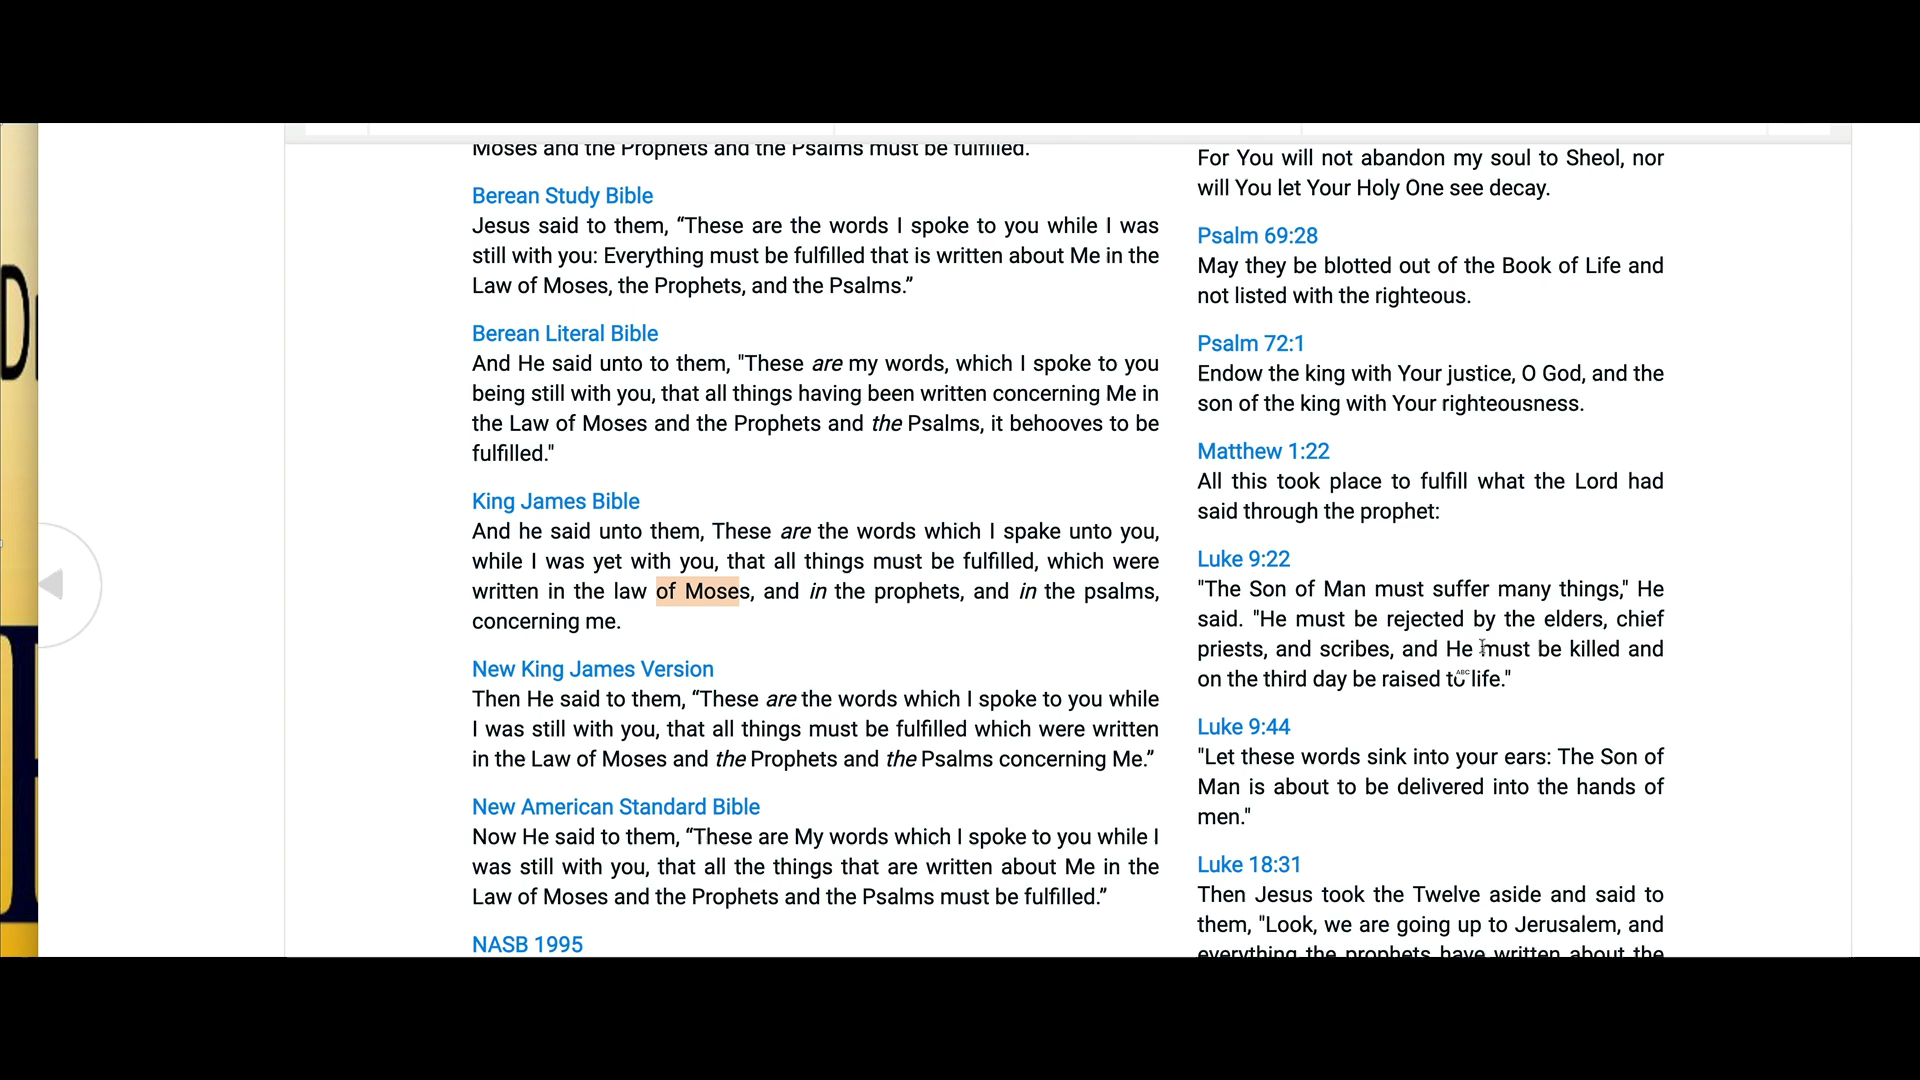 Moses and the Prophets and the Psalms must be fulfilled.
Berean Study Bible
Jesus said to them, “These are the words I spoke to you while I was
still with you: Everything must be fulfilled that is written about Me in the
Law of Moses, the Prophets, and the Psalms.”
Berean Literal Bible
And He said unto to them, "These are my words, which I spoke to you
being still with you, that all things having been written concerning Me in
the Law of Moses and the Prophets and the Psalms, it behooves to be
fulfilled."
King James Bible
And he said unto them, These are the words which I spake unto you,
while I was yet with you, that all things must be fulfilled, which were
written in the law of Moses, and in the prophets, and in the psalms,
concerning me.
New King James Version
Then He said to them, “These are the words which I spoke to you while
I was still with you, that all things must be fulfilled which were written
in the Law of Moses and the Prophets and the Psalms concerning Me.”
New American Standard Bible
Now He said to them, “These are My words which I spoke to you while I
was still with you, that all the things that are written about Me in the
Law of Moses and the Prophets and the Psalms must be fulfilled.”
NASB 1995
For You will not abandon my soul to Sheol, nor
will You let Your Holy One see decay.
Psalm 69:28
May they be blotted out of the Book of Life and
not listed with the righteous.
Psalm 72:1
Endow the king with Your justice, O God, and the
son of the king with Your righteousness.
Matthew 1:22
All this took place to fulfill what the Lord had
said through the prophet:
Luke 9:22
"The Son of Man must suffer many things," He
said. "He must be rejected by the elders, chief
priests, and scribes, and He must be killed and
on the third day be raised to life."
Luke 9:44
"Let these words sink into your ears: The Son of
Man is about to be delivered into the hands of
men."
Luke 18:31
Then Jesus took the Twelve aside and said to
them, "Look, we are going up to Jerusalem, and
everything the prophets have written about the